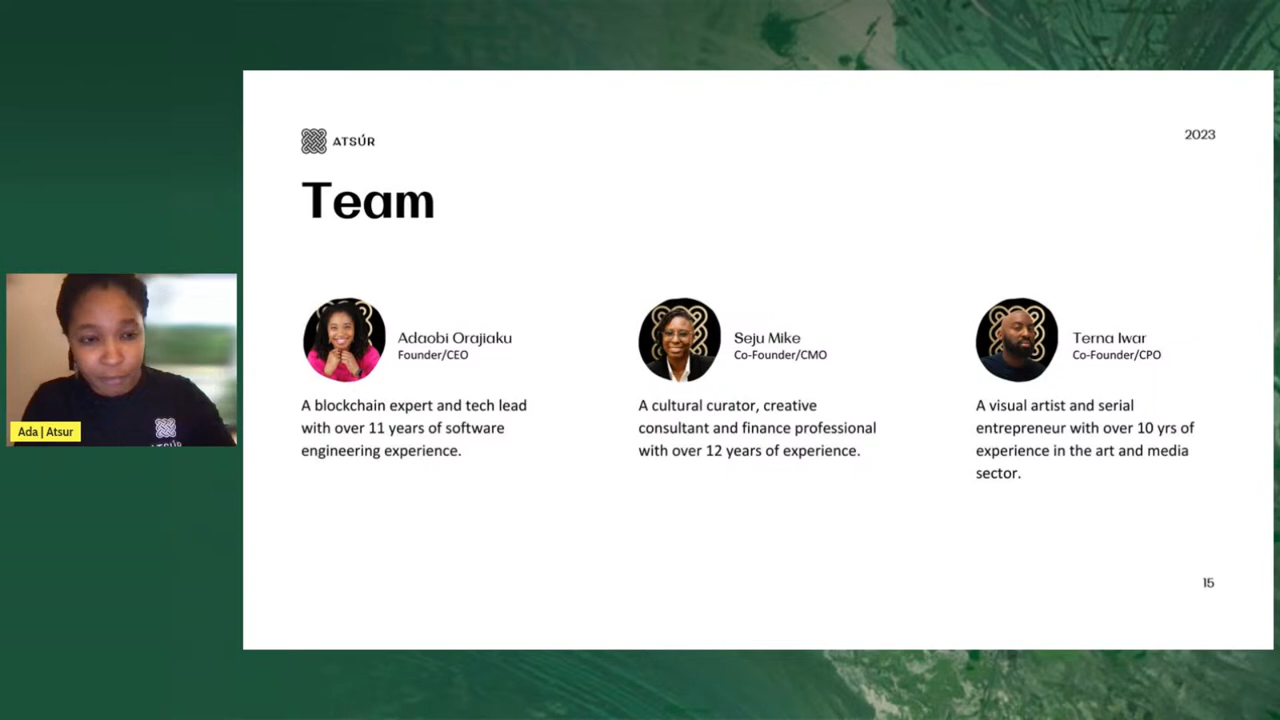 ATSÚR
2023
Team
Adaobi Orajiaku
Founder/CEO
A blockchain expert and tech lead
with over 11 years of software
engineering experience.
Seju Mike
Co-Founder/CMO
A cultural curator, creative
consultant and finance professional
with over 12 years of experience.
Terna Iwar
Co-Founder/CPO
A visual artist and serial
entrepreneur with over 10 yrs of
experience in the art and media
sector.
15
Ada | Atsur
ATSÚR